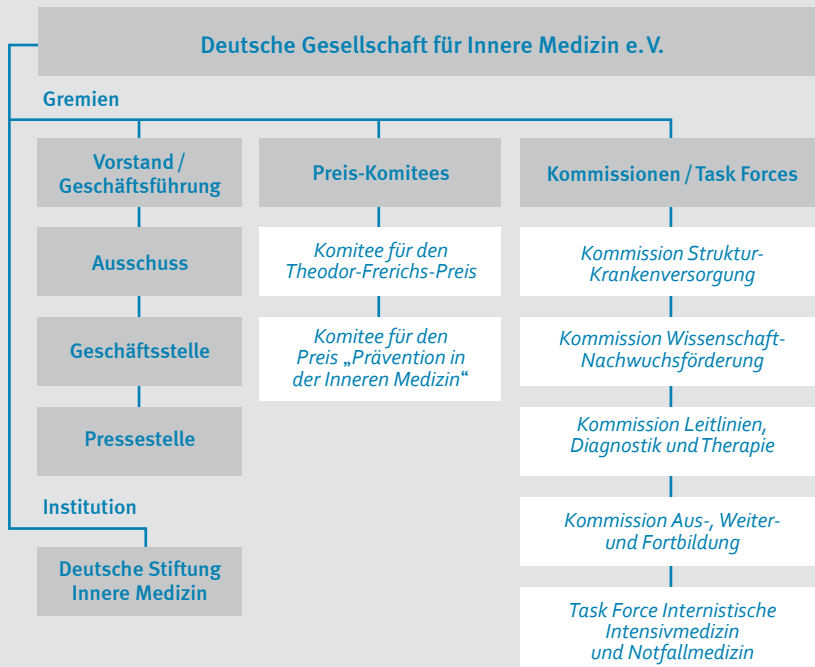 Deutsche Gesellschaft für Innere Medizin e.V.
Gremien
Vorstand /
Geschäftsführung
Ausschuss
Geschäftsstelle
Pressestelle
Preis-Komitees
Komitee für den
Theodor-Frerichs-Preis
Komitee für den
Preis „Prävention in
der Inneren Medizin“
Kommissionen / Task Forces
Kommission Struktur-
Krankenversorgung
Kommission Wissenschaft-
Nachwuchsförderung
Kommission Leitlinien,
Diagnostik und Therapie
Kommission Aus-, Weiter-
und Fortbildung
Task Force Internistische
Intensivmedizin
und Notfallmedizin
Institution
Deutsche Stiftung
Innere Medizin